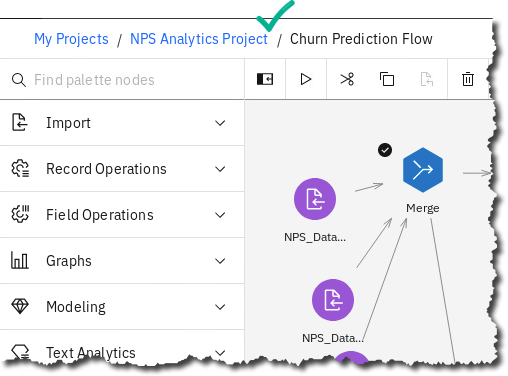 My Projects / NPS Analytics Project / Churn Prediction Flow
Find palette nodes
Import
Record Operations
Field Operations
Graphs
Modeling
Text Analytics
Merge
NPS_Data...
NPS_Data...